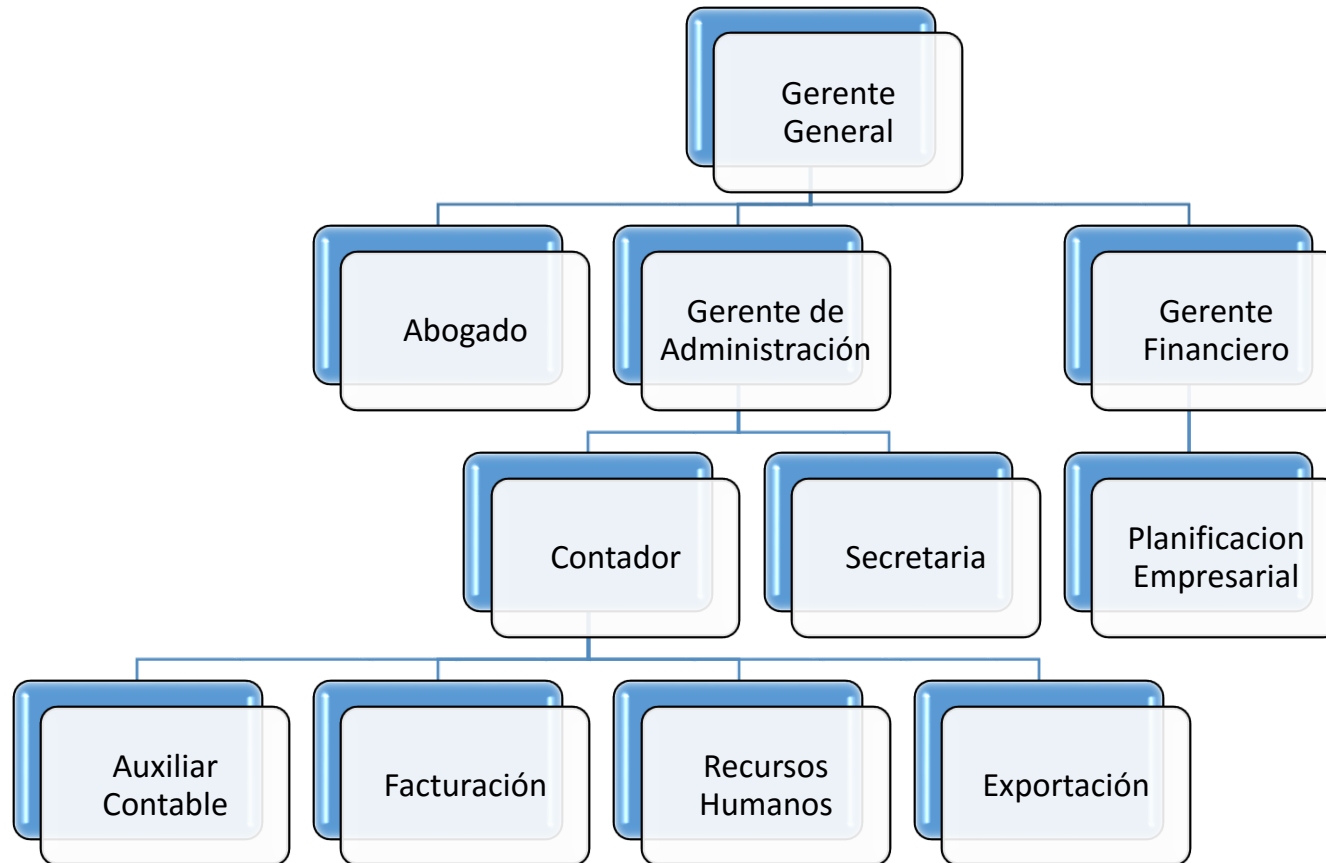 Gerente
General
Abogado
Gerente de
Administración
Gerente
Financiero
Contador
Secretaria
Planificacion
Empresarial
Auxiliar
Contable
Facturación
Recursos
Humanos
Exportación